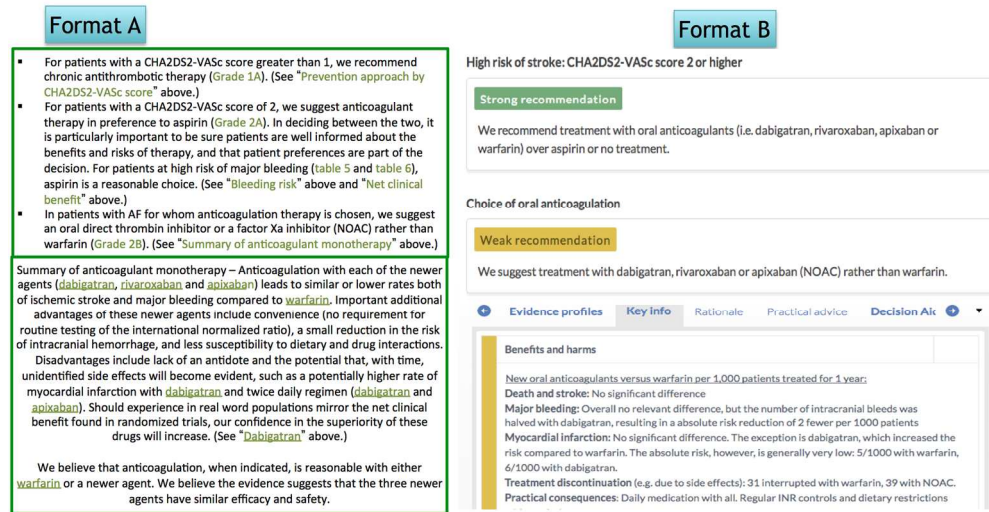 Format A
▪ For patients with a CHA2DS2-VASc score greater than 1, we recommend
chronic antithrombotic therapy (Grade 1A). (See “Prevention approach by
CHA2DS2-VASc score” above.)
▪ For patients with a CHA2DS2-VASc score of 2, we suggest anticoagulant
therapy in preference to aspirin (Grade 2A). In deciding between the two, it
is particularly important to be sure patients are well informed about the
benefits and risks of therapy, and that patient preferences are part of the
decision. For patients at high risk of major bleeding (table 5 and table 6),
aspirin is a reasonable choice. (See “Bleeding risk” above and “Net clinical
benefit” above.)
▪ In patients with AF for whom anticoagulation therapy is chosen, we suggest
an oral direct thrombin inhibitor or a factor Xa inhibitor (NOAC) rather than
warfarin (Grade 2B). (See “Summary of anticoagulant monotherapy” above.)
Summary of anticoagulant monotherapy – Anticoagulation with each of the newer
agents (dabigatran, rivaroxaban and apixaban) leads to similar or lower rates both
of ischemic stroke and major bleeding compared to warfarin. Important additional
advantages of these newer agents include convenience (no requirement for
routine testing of the international normalized ratio), a small reduction in the risk
of intracranial hemorrhage, and less susceptibility to dietary and drug interactions.
Disadvantages include lack of an antidote and the potential that, with time,
unidentified side effects will become evident, such as a potentially higher rate of
myocardial infarction with dabigatran and twice daily regimen (dabigatran and
apixaban). Should experience in real word populations mirror the net clinical
benefit found in randomized trials, our confidence in the superiority of these
drugs will increase. (See “Dabigatran” above.)
We believe that anticoagulation, when indicated, is reasonable with either
warfarin or a newer agent. We believe the evidence suggests that the three newer
agents have similar efficacy and safety.
Format B
High risk of stroke: CHA2DS2-VASc score 2 or higher
Strong recommendation
We recommend treatment with oral anticoagulants (i.e. dabigatran, rivaroxaban, apixaban or
warfarin) over aspirin or no treatment.
Choice of oral anticoagulation
Weak recommendation
We suggest treatment with dabigatran, rivaroxaban or apixaban (NOAC) rather than warfarin.
Evidence profiles Key Info Rationale Practical advice Decision Aic
Benefits and harms
New oral anticoagulants versus warfarin per 1,000 patients treated for 1 year:
Death and stroke: No significant difference
Major bleeding: Overall no relevant difference, but the number of intracranial bleeds was
halved with dabigatran, resulting in a absolute risk reduction of 2 fewer per 1000 patients
Myocardial infarction: No significant difference. The exception is dabigatran, which increased the
risk compared to warfarin. The absolute risk, however, is generally very low: 5/1000 with warfarin,
6/1000 with dabigatran.
Treatment discontinuation (e.g. due to side effects): 31 interrupted with warfarin, 39 with NOAC.
Practical consequences: Daily medication with all. Regular INR controls and dietary restrictions